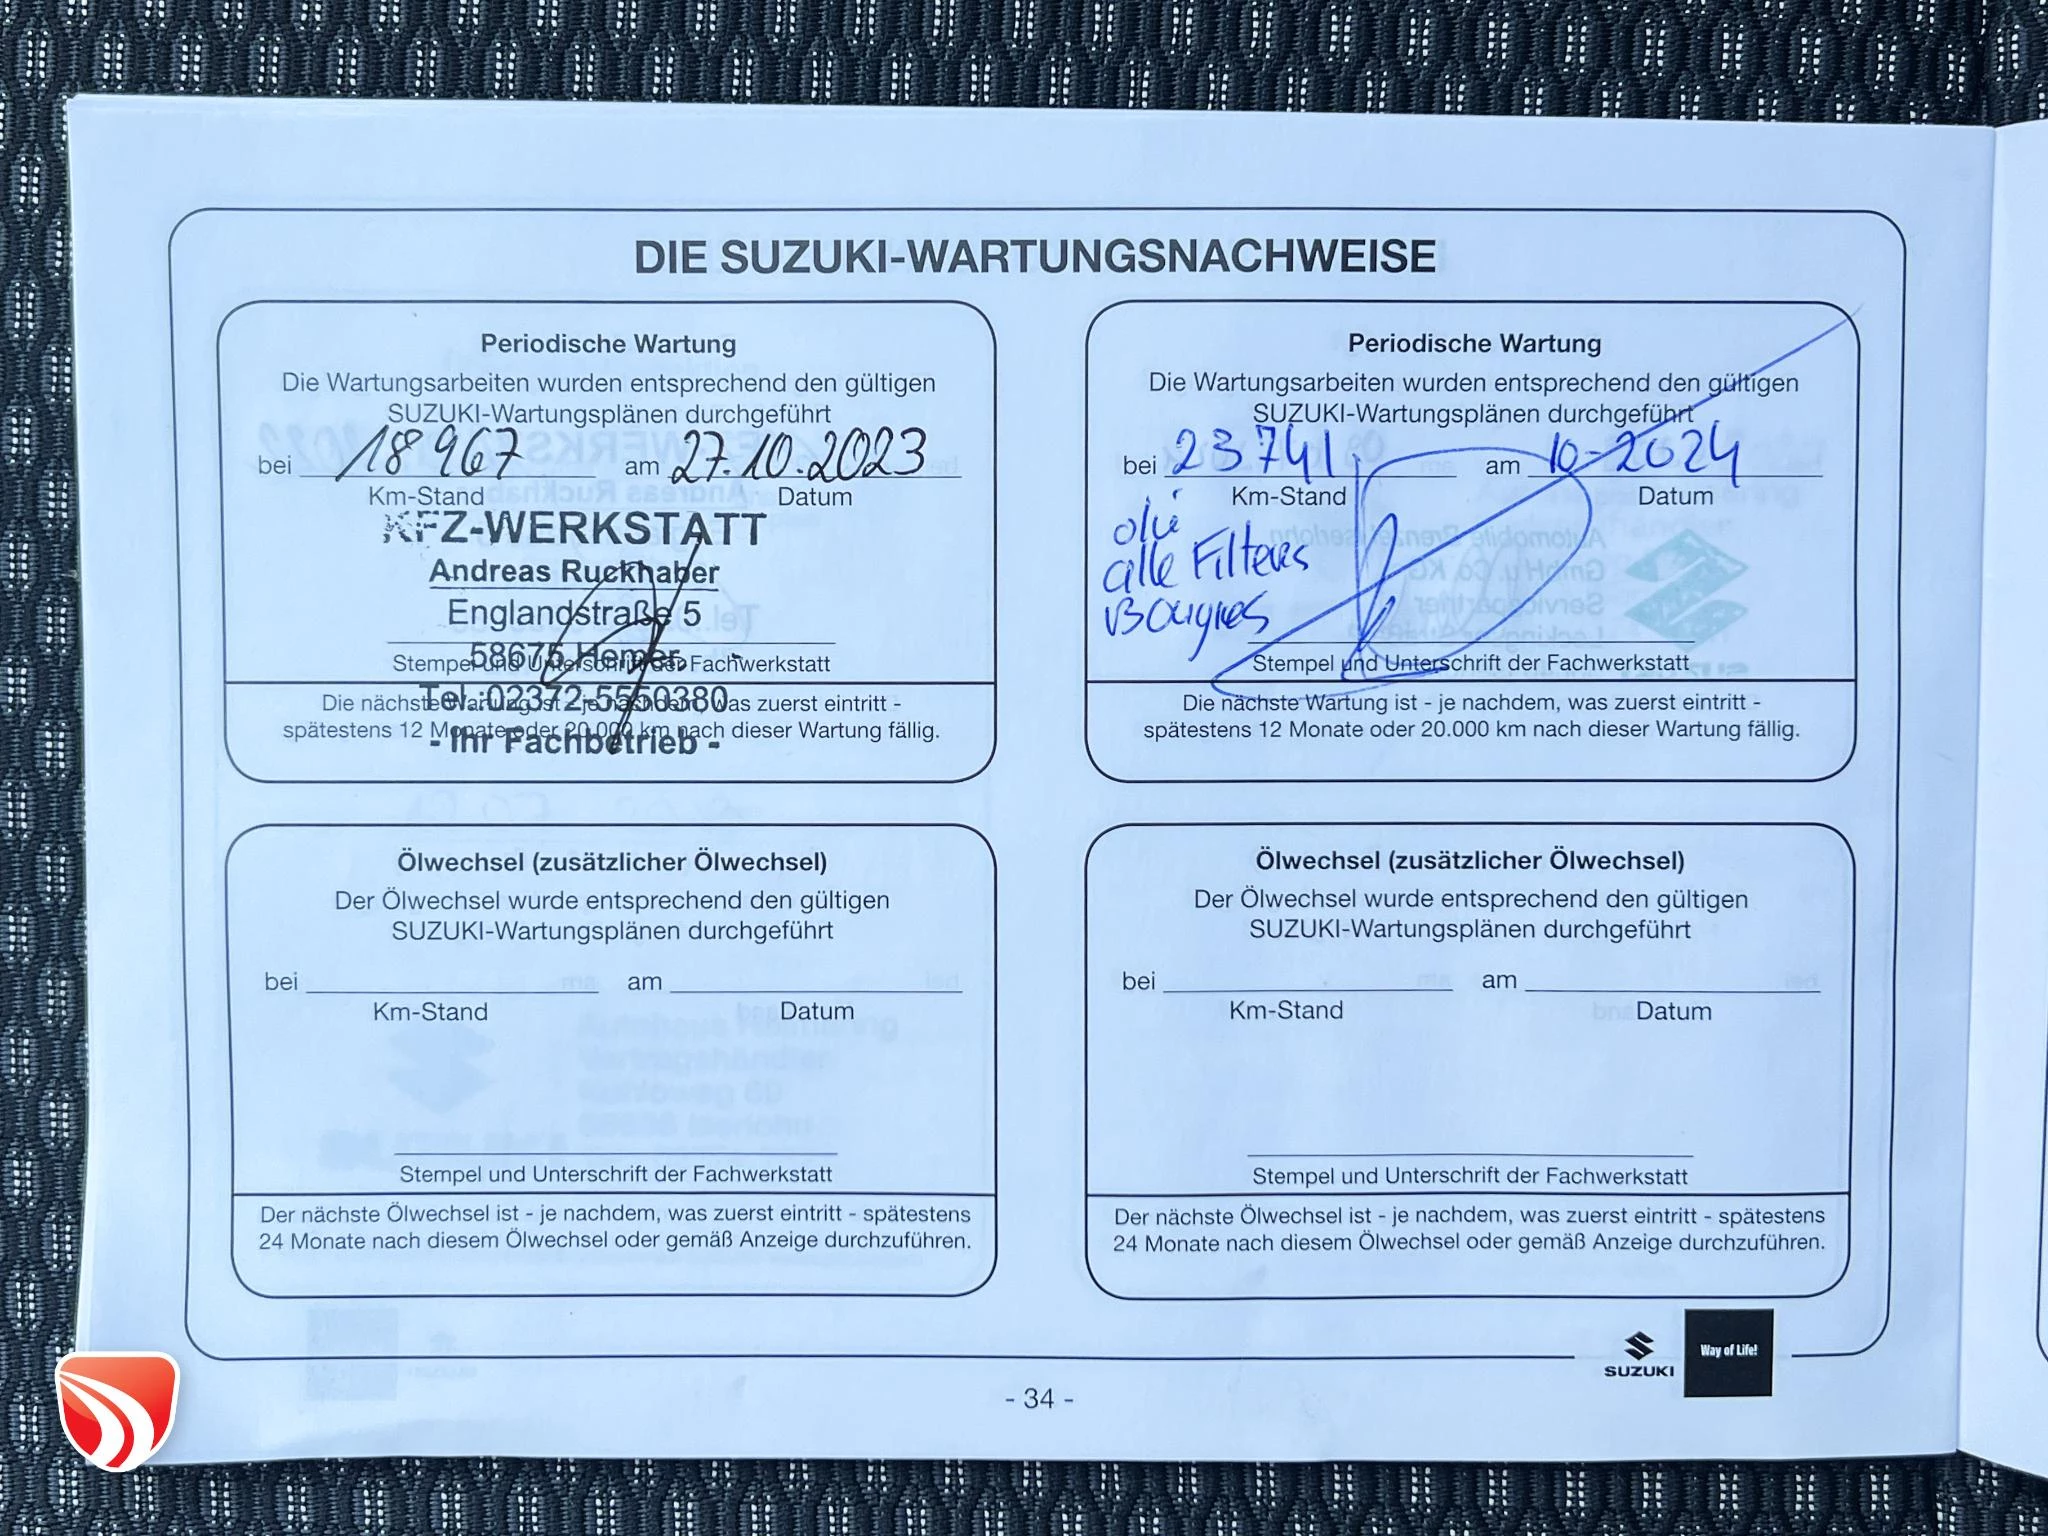 DIE SUZUKI-WARTUNGSNACHWEISE
Periodische Wartung
Die Wartungsarbeiten wurden entsprechend den gültigen
SUZUKI-Wartungsplänen durchgeführt
bei 18967 am 27.10.2023
Km-Stand Datum
KFZ-WERKSTATT
Andreas Ruckhaber
Englandstraße 5
58675 Hemer
Stempel und Unterschrift der Fachwerkstatt
Tel.:02372-5560380
Die nächste Wartung ist - je nachdem, was zuerst eintritt -
spätestens 12 Monate oder 20.000 km nach dieser Wartung fällig.
- Ihr Fachbetrieb -
Periodische Wartung
Die Wartungsarbeiten wurden entsprechend den gültigen
SUZUKI-Wartungsplänen durchgeführt
bei 23741 am 10-2024
Km-Stand Datum
alle Filteres
Stempel und Unterschrift der Fachwerkstatt
Die nächste Wartung ist - je nachdem, was zuerst eintritt -
spätestens 12 Monate oder 20.000 km nach dieser Wartung fällig.
Ölwechsel (zusätzlicher Ölwechsel)
Der Ölwechsel wurde entsprechend den gültigen
SUZUKI-Wartungsplänen durchgeführt
bei am
Km-Stand Datum
Stempel und Unterschrift der Fachwerkstatt
Der nächste Ölwechsel ist - je nachdem, was zuerst eintritt - spätestens
24 Monate nach diesem Ölwechsel oder gemäß Anzeige durchzuführen.
Ölwechsel (zusätzlicher Ölwechsel)
Der Ölwechsel wurde entsprechend den gültigen
SUZUKI-Wartungsplänen durchgeführt
bei am
Km-Stand Datum
Stempel und Unterschrift der Fachwerkstatt
Der nächste Ölwechsel ist - je nachdem, was zuerst eintritt - spätestens
24 Monate nach diesem Ölwechsel oder gemäß Anzeige durchzuführen.
SUZUKI
Way of Life!
- 34 -